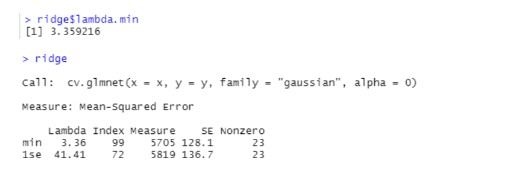 > ridge$lambda.min
[1] 3.359216
> ridge
Call:  cv.glmnet(x = x, y = y, family = "gaussian", alpha = 0)
Measure: Mean-Squared Error
    Lambda Index Measure    SE Nonzero
min   3.36    99    5705 128.1      23
1se  41.41    72    5819 136.7      23